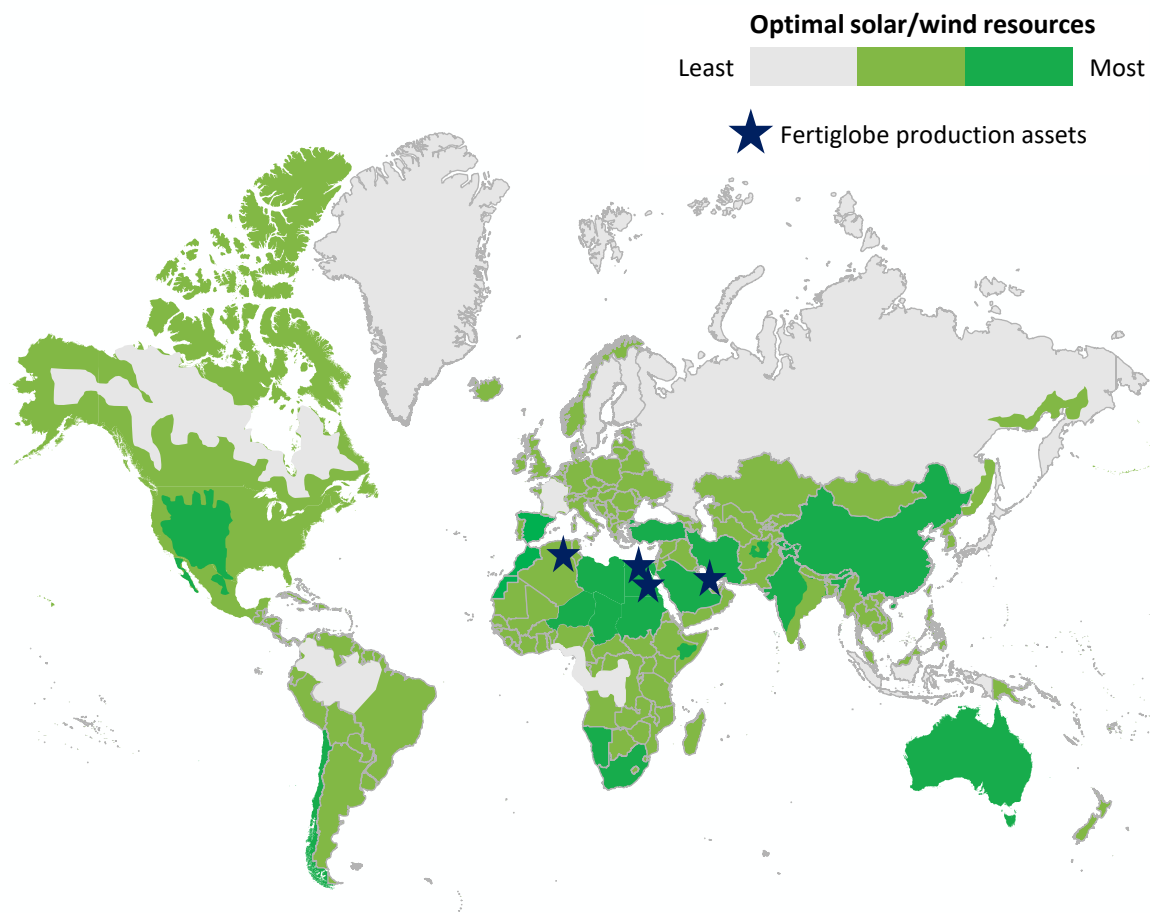 Optimal solar/wind resources
Least Most
Fertiglobe production assets